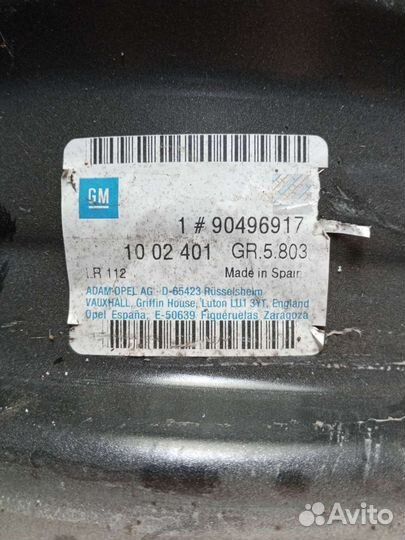 GM
1 # 90496917
10 02 401 GR.5.803
LR 112 Made in Spain
ADAM OPEL AG D-65423 Rüsselsheim
VAUXHALL, Griffin House, Luton LU1 3YT, England
Opel España, E-50639 Figueruelas Zaragoza
Avito